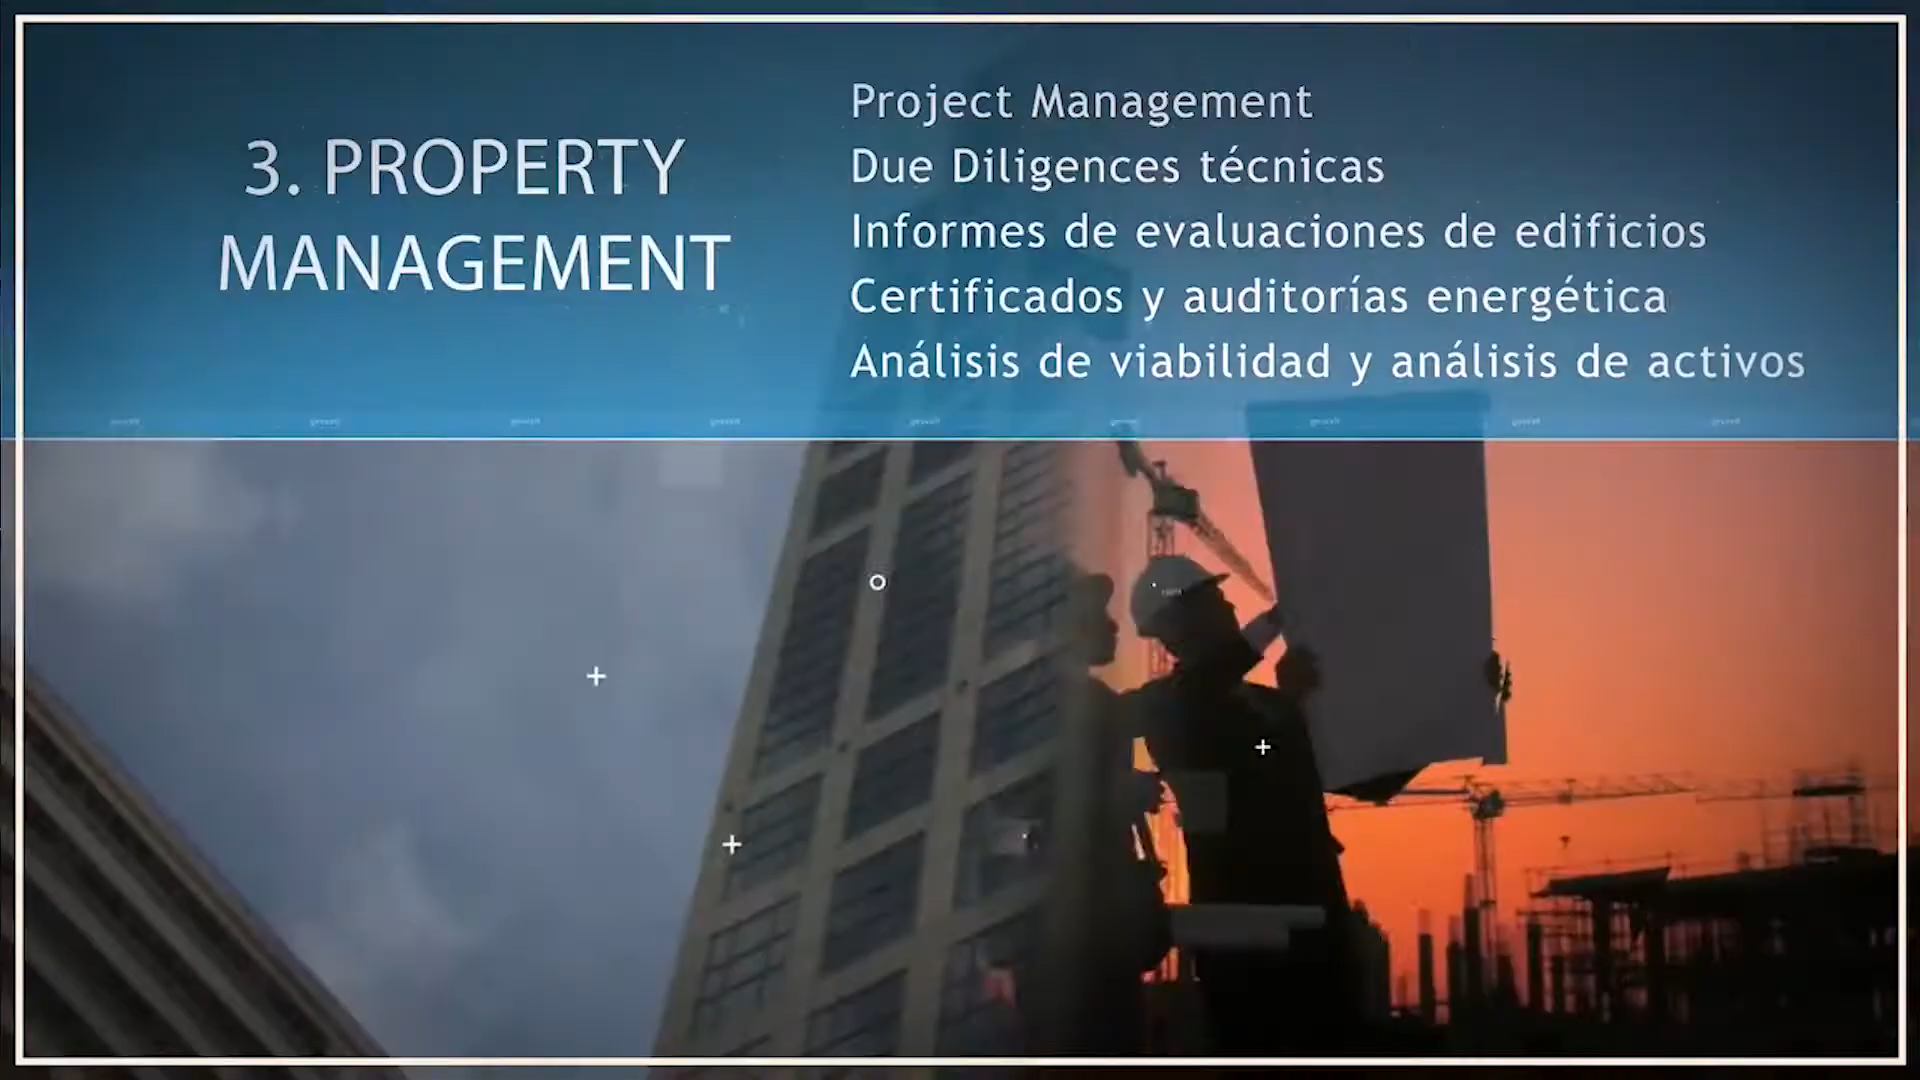 3. PROPERTY
MANAGEMENT
Project Management
Due Diligences técnicas
Informes de evaluaciones de edificios
Certificados y auditorías energética
Análisis de viabilidad y análisis de activos